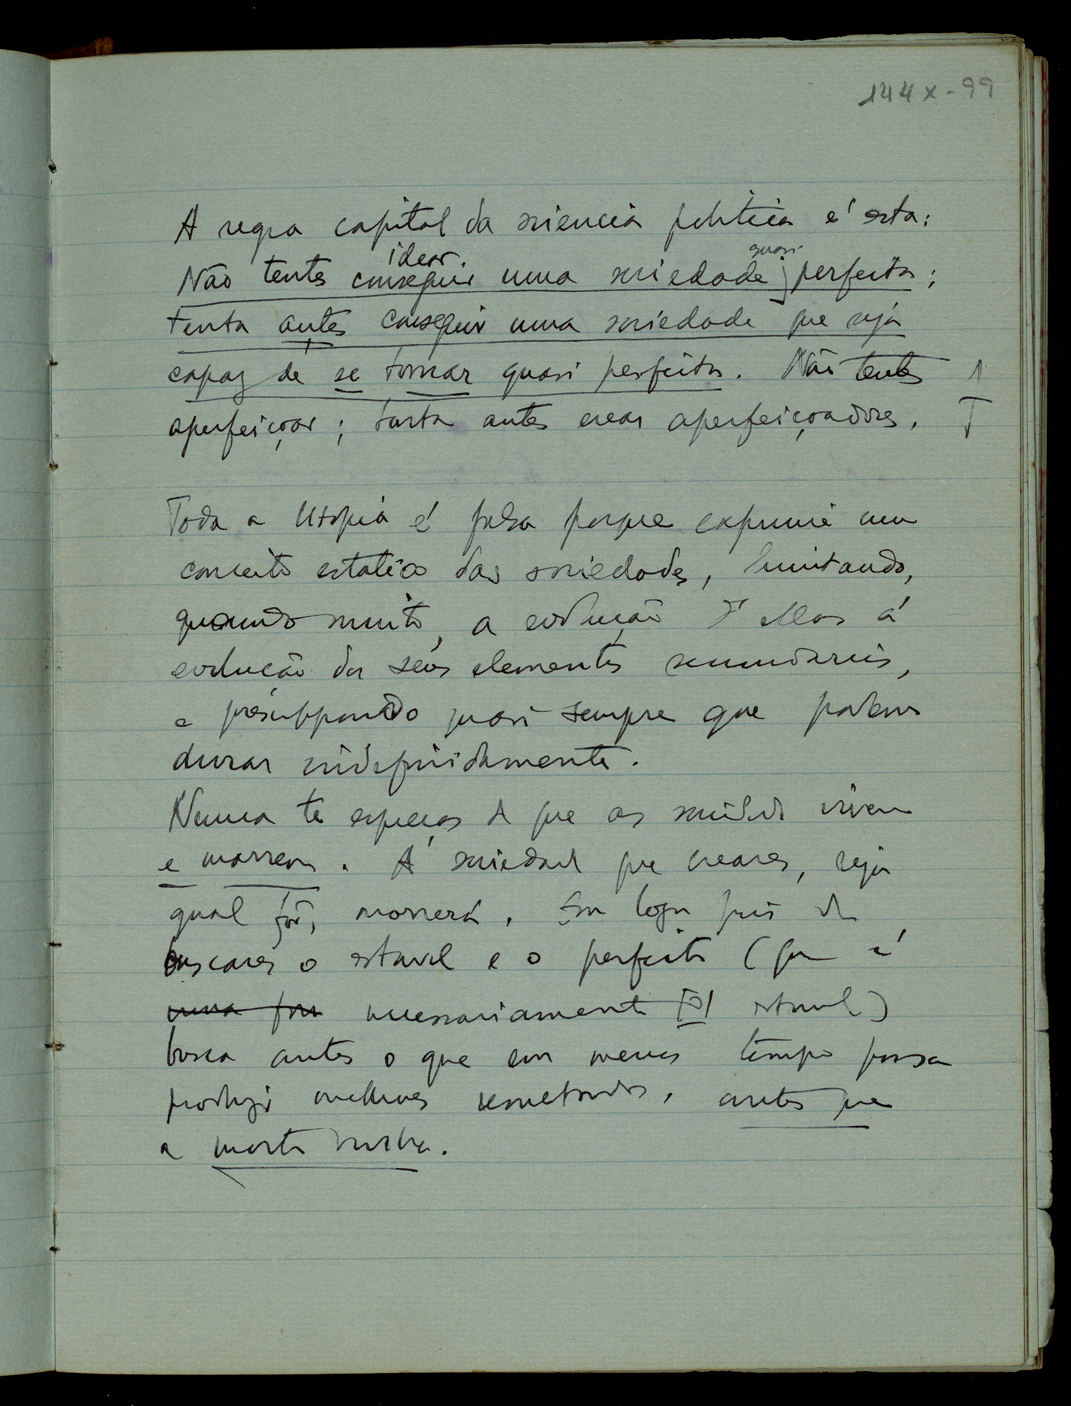 144X-99
A regra capital da sciencia politica é esta:
idear. quasi
Não tentes conseguir uma sociedade perfeita;
tenta antes conseguir uma sociedade que seja
capaz de se tornar quasi perfeita. Não tentes
aperfeiçoar; tenta antes crear aperfeiçoadores.
Toda a Utopia é falsa porque exprime um
conceito estatico das sociedades, limitando,
quando muito, a evolução d'ellas á
evolução dos seus elementos secundarios,
e presuppondo quasi sempre que podem
durar indefinidamente.
Nunca te esqueças de que as sociedades vivem
e morrem. A sociedade que creares, seja
qual fôr, morrerá. Em logar pois de
buscares o estavel e o perfeito (que é
uma fou necessariamente [o] estavel)
busca antes o que em menos tempo possa
produzir melhores resultados, antes que
a morte venha.